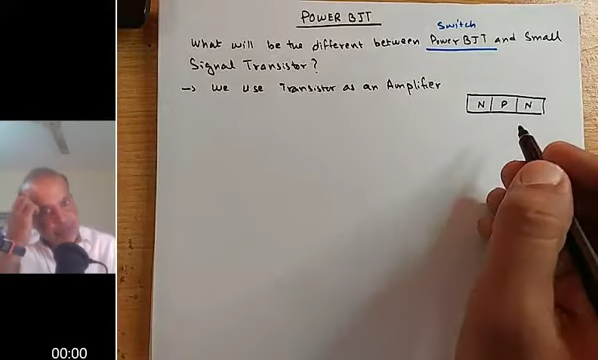 POWER BJT
Switch
What will be the different between Power BJT and Small
Signal Transistor?
→ We use Transistor as an Amplifier
N P N
00:00